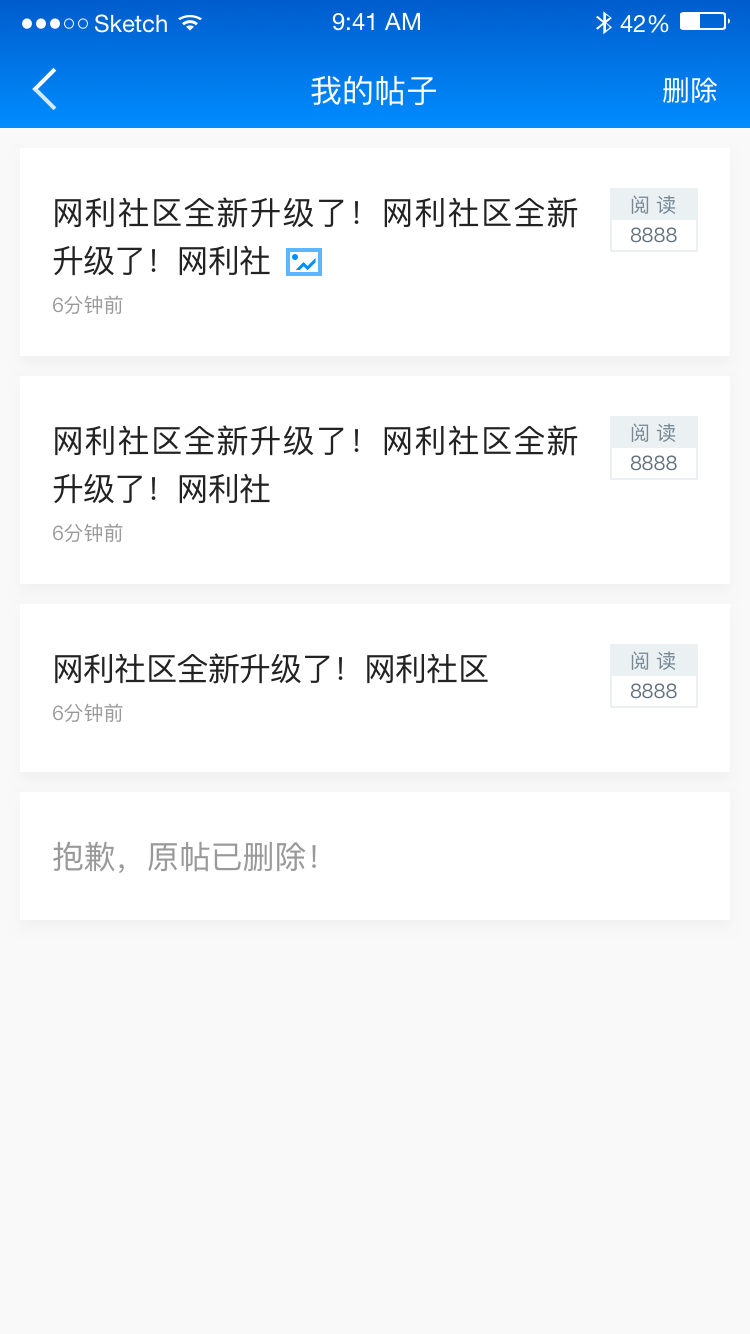 Sketch 9:41 AM 42%
我的帖子 删除
网利社区全新升级了！网利社区全新
升级了！网利社
6分钟前
阅 读
8888
网利社区全新升级了！网利社区全新
升级了！网利社
6分钟前
阅 读
8888
网利社区全新升级了！网利社区
6分钟前
阅 读
8888
抱歉，原帖已删除！